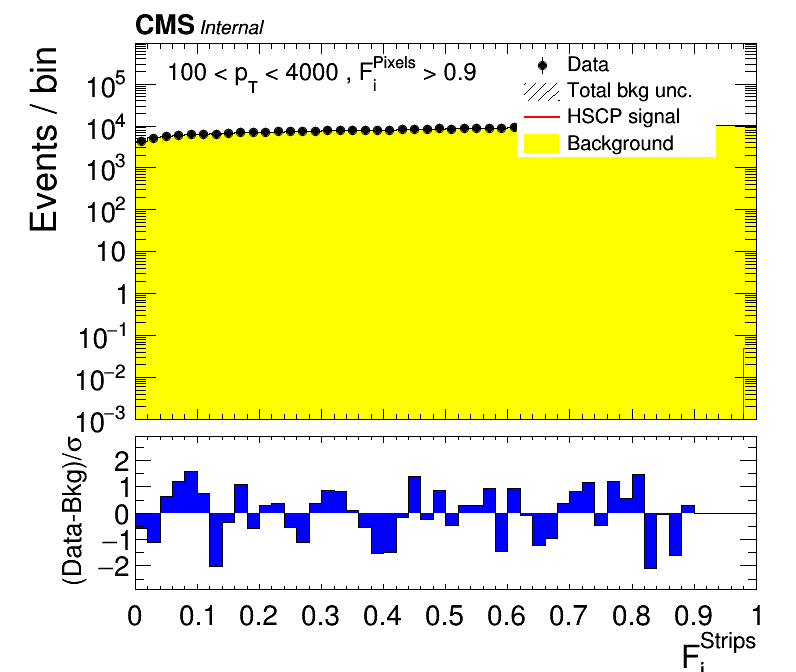 CMS Internal
100 < p_T < 4000 , F_i^Pixels > 0.9
Data
Total bkg unc.
HSCP signal
Background
Events / bin
10^5
10^4
10^3
10^2
10
1
10^−1
10^−2
10^−3
(Data-Bkg)/σ
2
1
0
−1
−2
0 0.1 0.2 0.3 0.4 0.5 0.6 0.7 0.8 0.9 1
F_i^Strips